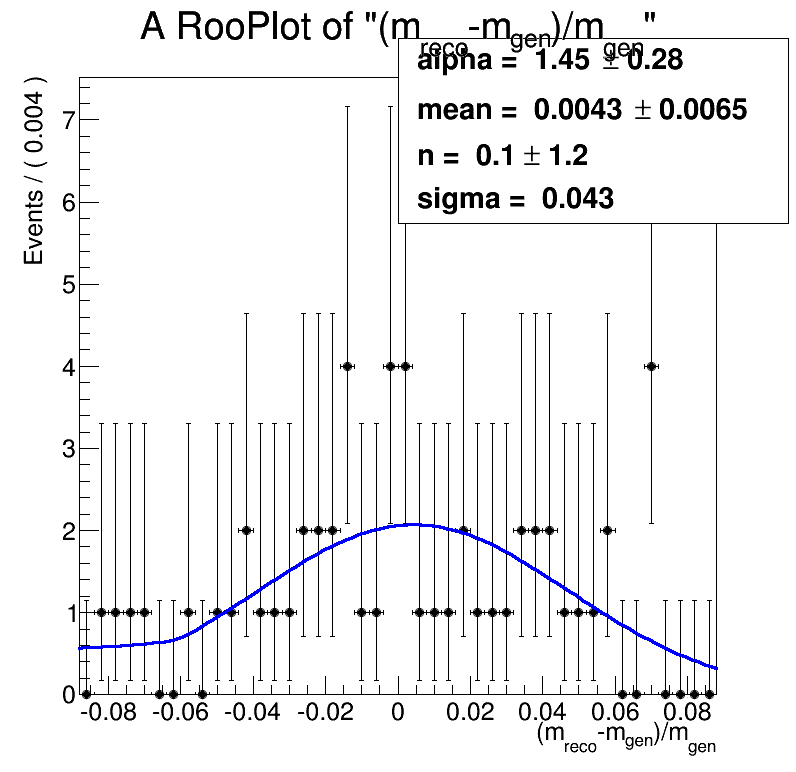 A RooPlot of "(m_reco-m_gen)/m_gen"
alpha = 1.45 ± 0.28
mean = 0.0043 ± 0.0065
n = 0.1 ± 1.2
sigma = 0.043
Events / ( 0.004 )
7
6
5
4
3
2
1
0
-0.08 -0.06 -0.04 -0.02 0 0.02 0.04 0.06 0.08
(m_reco-m_gen)/m_gen